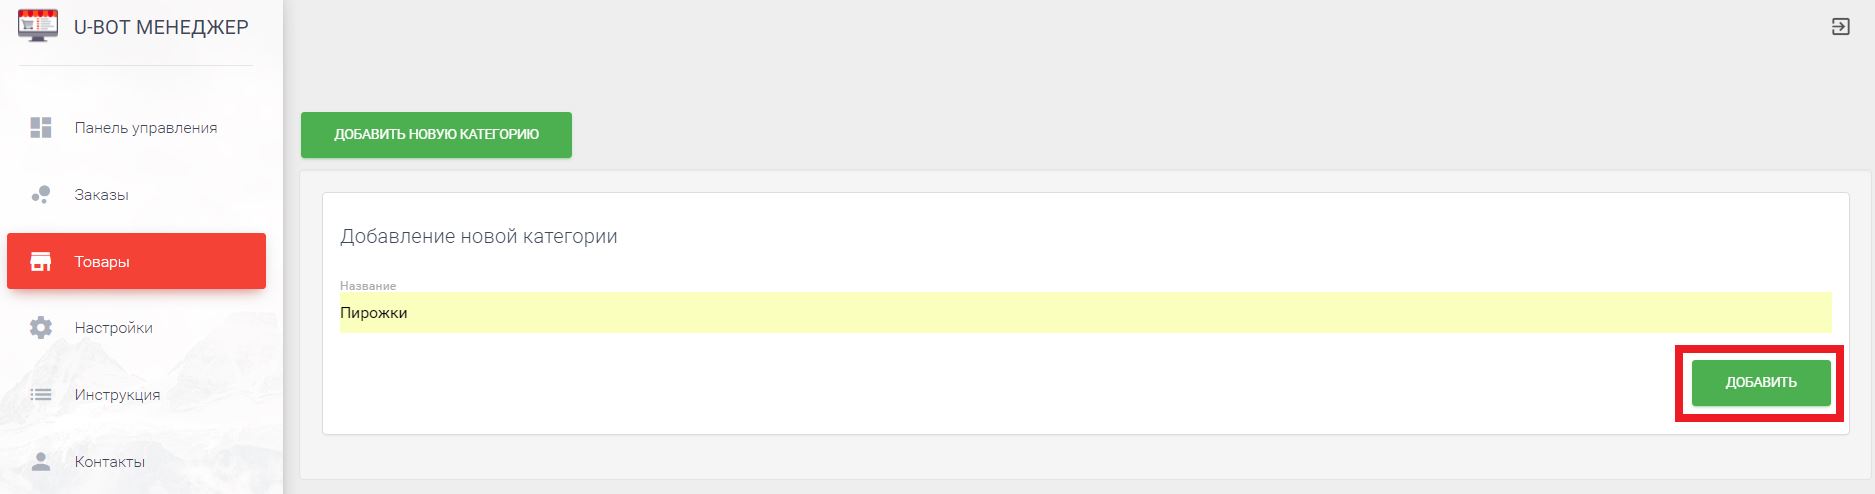 U-BOT МЕНЕДЖЕР
Панель управления
Заказы
Товары
Настройки
Инструкция
Контакты
ДОБАВИТЬ НОВУЮ КАТЕГОРИЮ
Добавление новой категории
Название
Пирожки
ДОБАВИТЬ